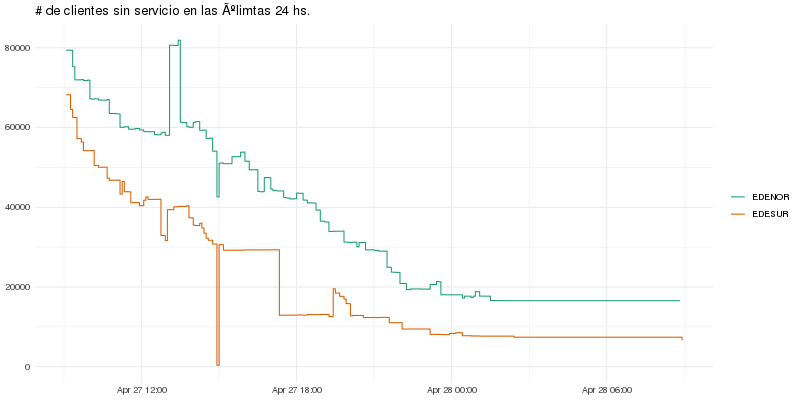 # de clientes sin servicio en las Ãºlimtas 24 hs.
80000
60000
40000
20000
0
Apr 27 12:00
Apr 27 18:00
Apr 28 00:00
Apr 28 06:00
EDENOR
EDESUR